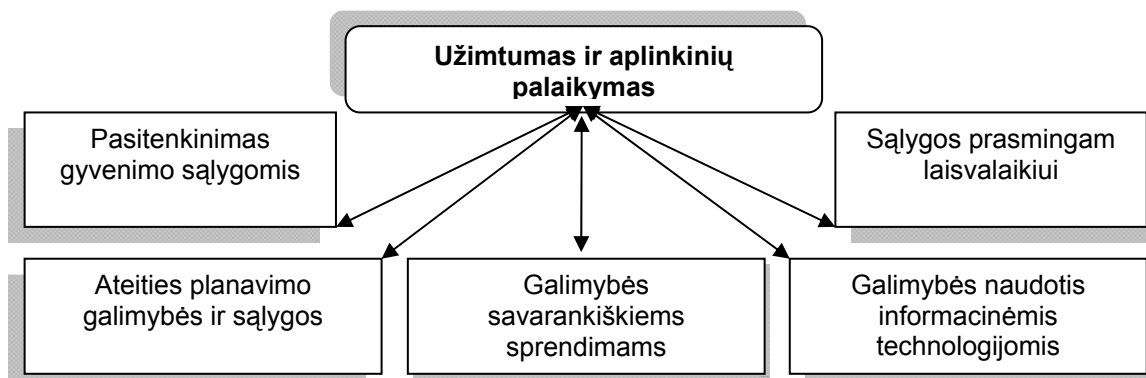 Užimtumas ir aplinkinių
palaikymas
Pasitenkinimas
gyvenimo sąlygomis
Sąlygos prasmingam
laisvalaikiui
Ateities planavimo
galimybės ir sąlygos
Galimybės
savarankiškiems
sprendimams
Galimybės naudotis
informacinėmis
technologijomis